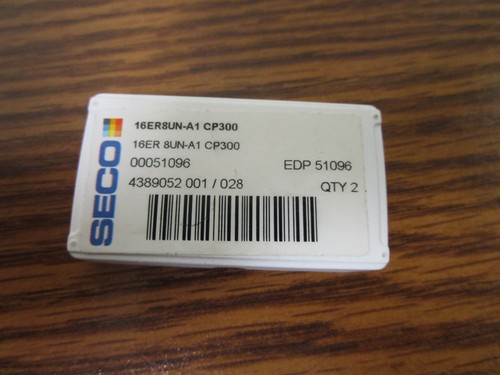 SECO
16ER8UN-A1 CP300
16ER 8UN-A1 CP300
00051096 EDP 51096
4389052 001 / 028 QTY 2